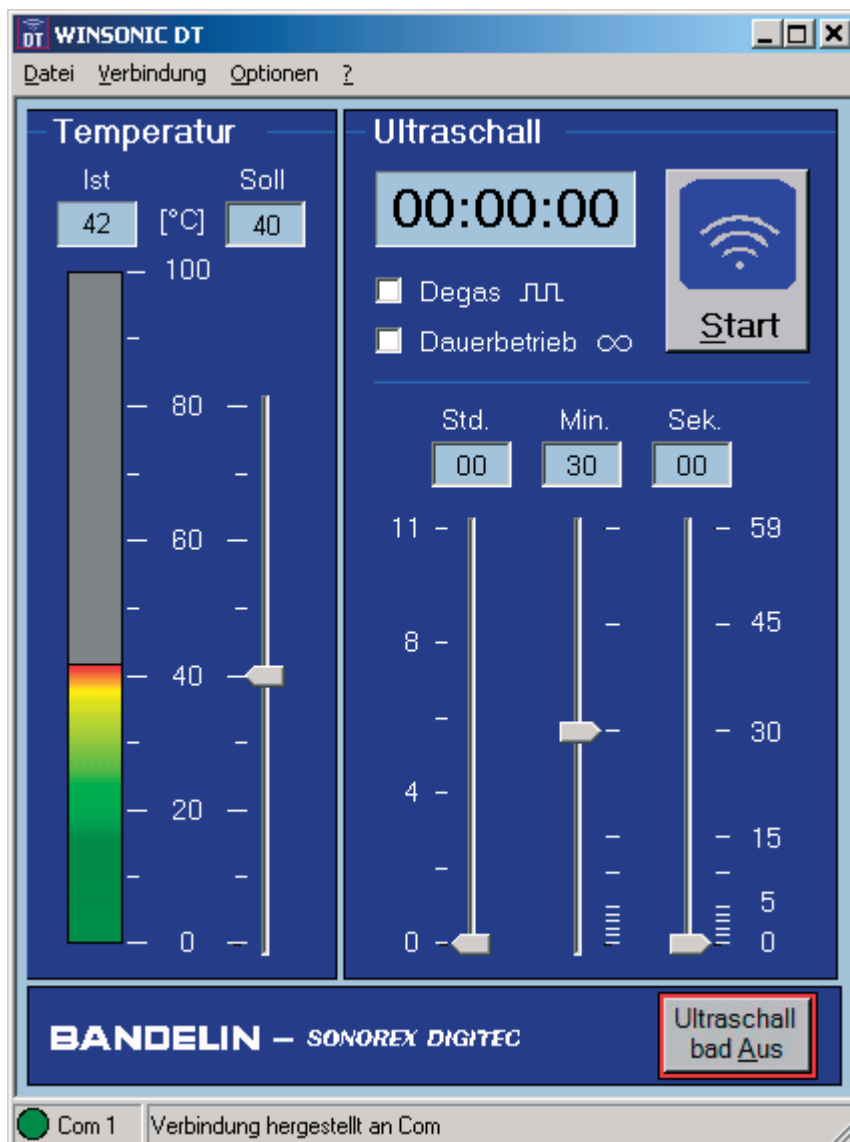 DT WINSONIC DT
Datei Verbindung Optionen ?
Temperatur
Ist Soll
42 [°C] 40
100
80
60
40
20
0
Ultraschall
00:00:00
Degas
Dauerbetrieb ∞
Start
Std. Min. Sek.
00 30 00
11 59
8 45
30
4
15
5
0 0
BANDELIN – SONOREX DIGITEC
Ultraschall
bad Aus
Com 1 Verbindung hergestellt an Com